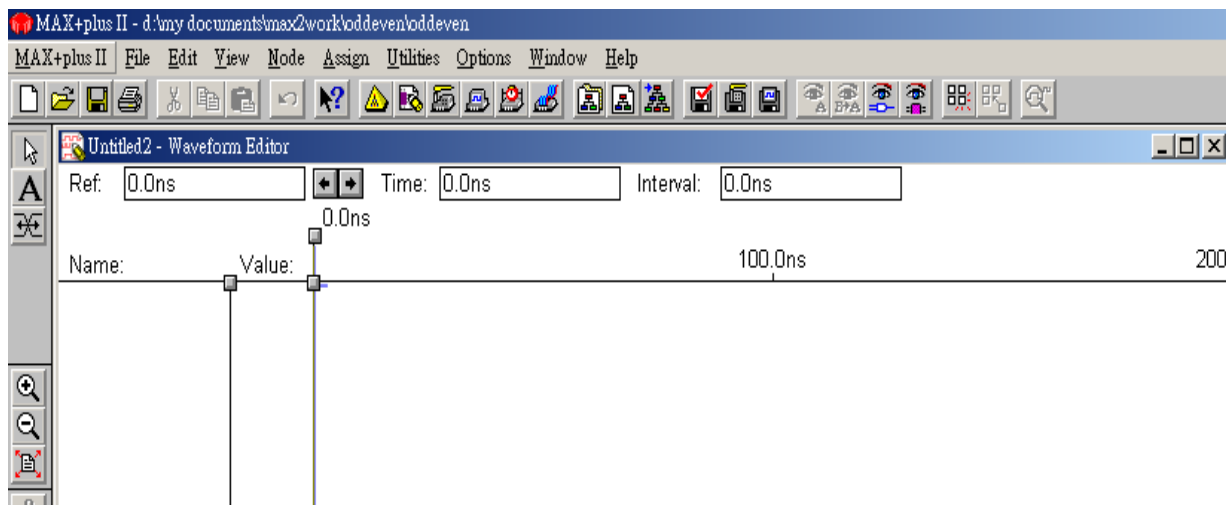 MAX+plus II - d:\my documents\max2work\oddeven\oddeven
MAX+plus II File Edit View Node Assign Utilities Options Window Help
Untitled2 - Waveform Editor
Ref: 0.0ns Time: 0.0ns Interval: 0.0ns
0.0ns
Name: Value: 100.0ns 200
A